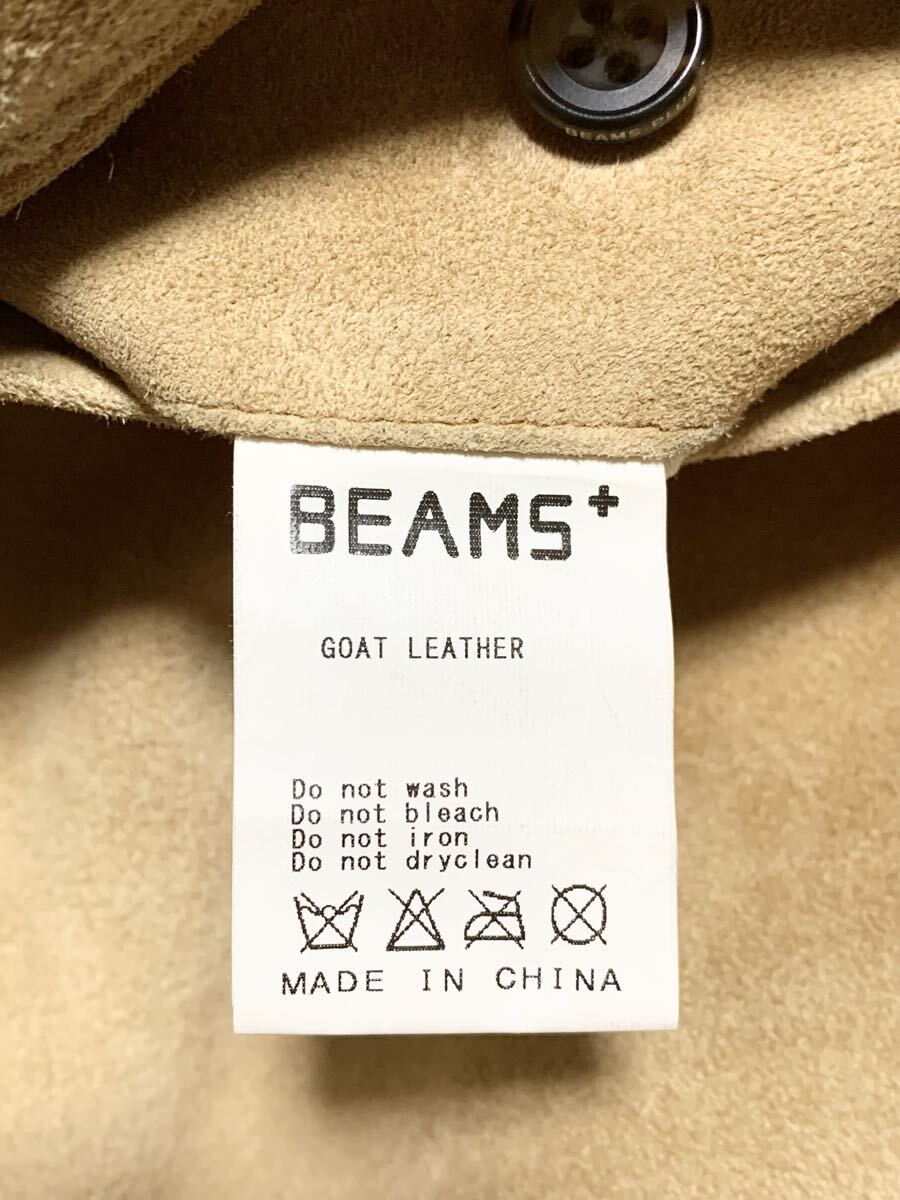 BEAMS+
GOAT LEATHER
Do not wash
Do not bleach
Do not iron
Do not dryclean
MADE IN CHINA